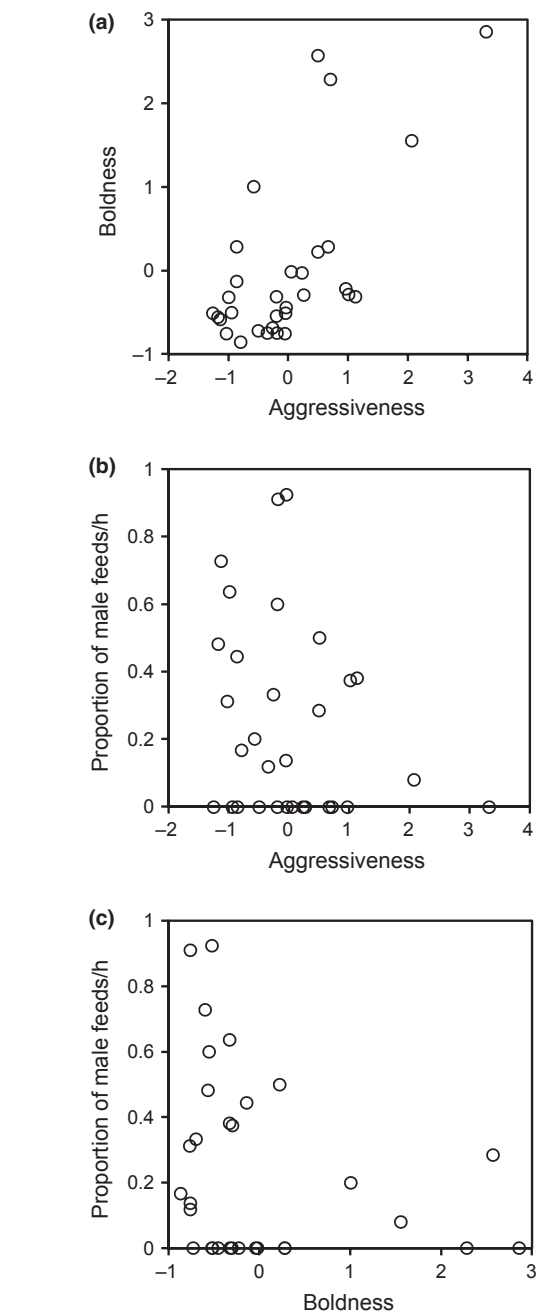 (a)
3
2
1
0
–1
Boldness
–2 –1 0 1 2 3 4
Aggressiveness
(b)
1
0.8
0.6
0.4
0.2
0
Proportion of male feeds/h
–2 –1 0 1 2 3 4
Aggressiveness
(c)
1
0.8
0.6
0.4
0.2
0
Proportion of male feeds/h
–1 0 1 2 3
Boldness